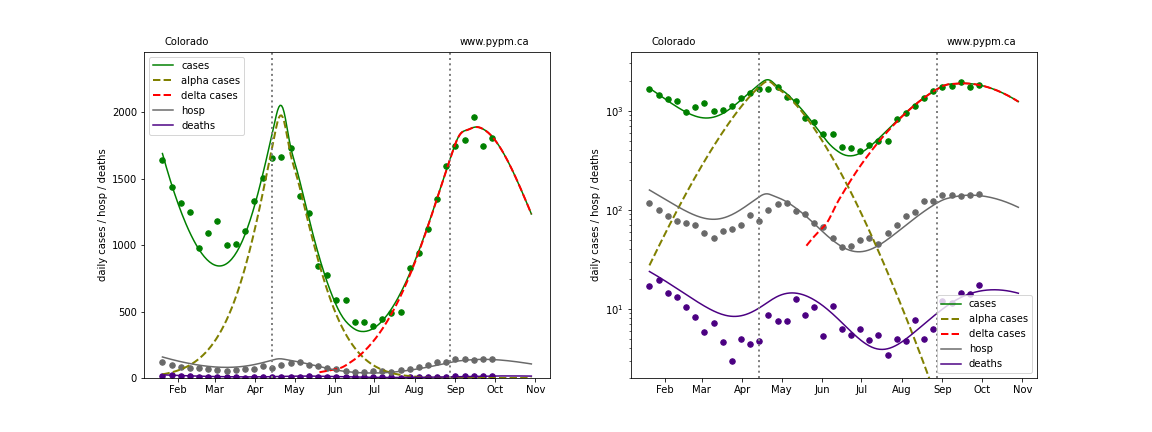 Colorado www.pypm.ca
cases
alpha cases
delta cases
hosp
deaths
daily cases / hosp / deaths
2000
1500
1000
500
0
Feb Mar Apr May Jun Jul Aug Sep Oct Nov
Colorado www.pypm.ca
daily cases / hosp / deaths
10³
10²
10¹
cases
alpha cases
delta cases
hosp
deaths
Feb Mar Apr May Jun Jul Aug Sep Oct Nov